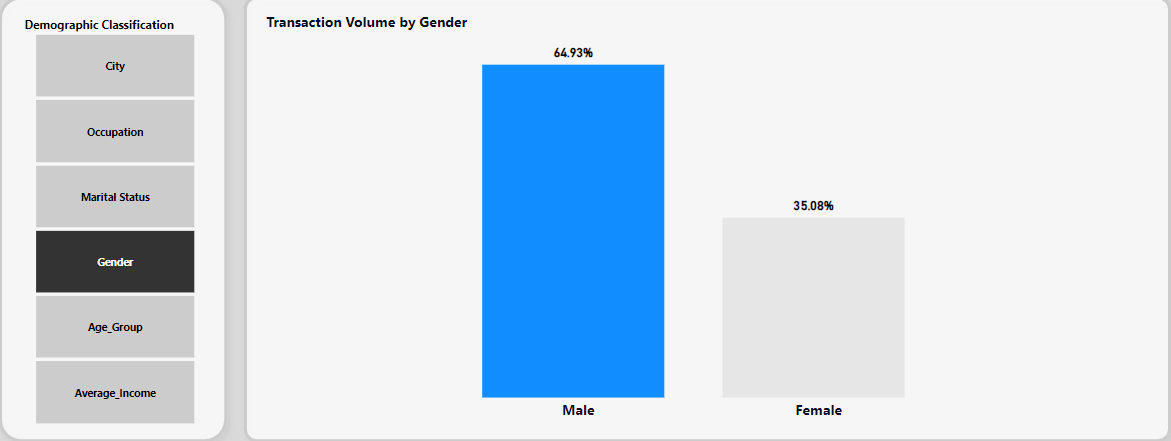 Demographic Classification
City
Occupation
Marital Status
Gender
Age_Group
Average_Income
Transaction Volume by Gender
64.93%
35.08%
Male
Female